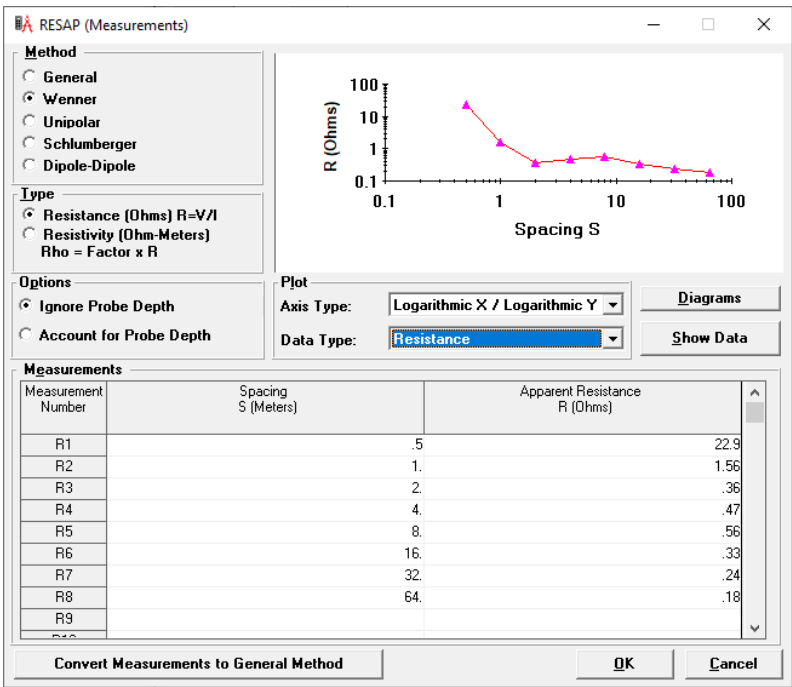 RESAP (Measurements)
Method
General
Wenner
Unipolar
Schlumberger
Dipole-Dipole
Type
Resistance (Ohms) R=V/I
Resistivity (Ohm-Meters)
Rho = Factor x R
Options
Ignore Probe Depth
Account for Probe Depth
R (Ohms)
100
10
1
0.1
0.1 1 10 100
Spacing S
Plot
Axis Type: Logarithmic X / Logarithmic Y
Data Type: Resistance
Diagrams
Show Data
Measurements
Measurement Number
Spacing
S (Meters)
Apparent Resistance
R (Ohms)
R1 .5 22.9
R2 1. 1.56
R3 2. .36
R4 4. .47
R5 8. .56
R6 16. .33
R7 32. .24
R8 64. .18
R9
Convert Measurements to General Method
OK
Cancel